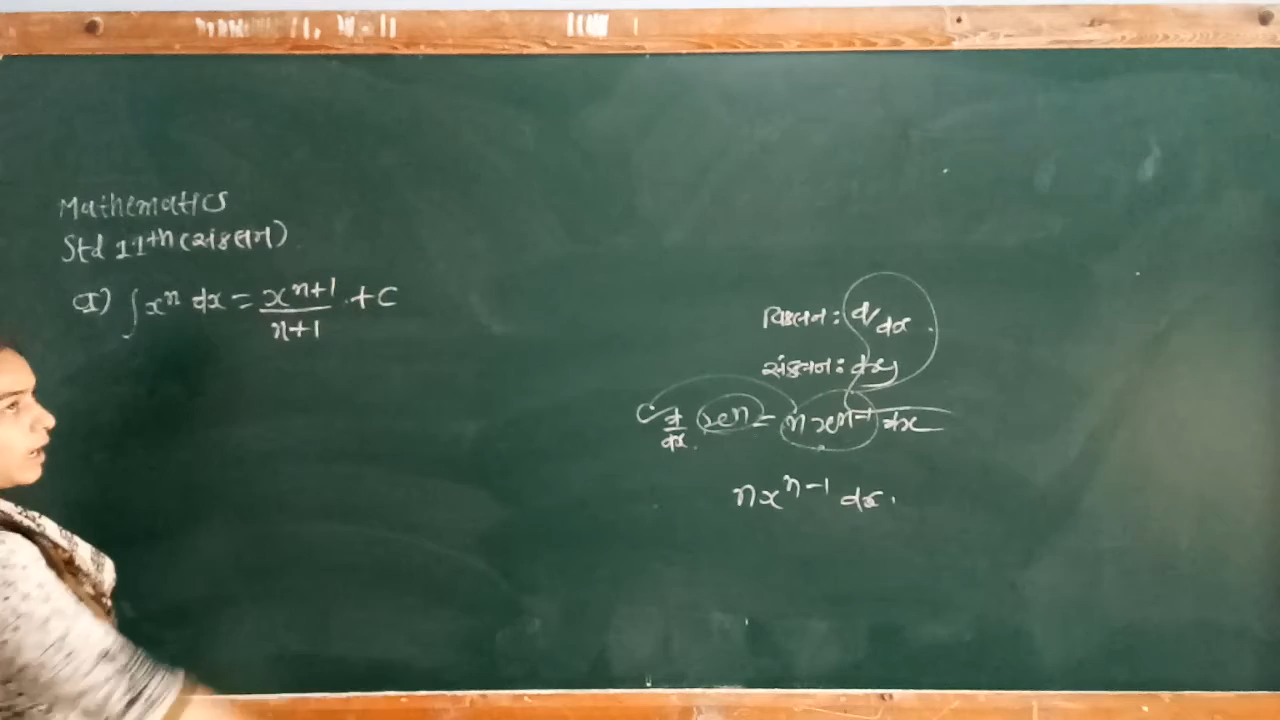 Mathematics
Std 11th (સંકલન)
(I) ∫ xⁿ dx = xⁿ⁺¹/n+1 + C
વિકલન : d/dx
સંકલન : dx
d/dx xⁿ = n xⁿ⁻¹ dx
n xⁿ⁻¹ dx.